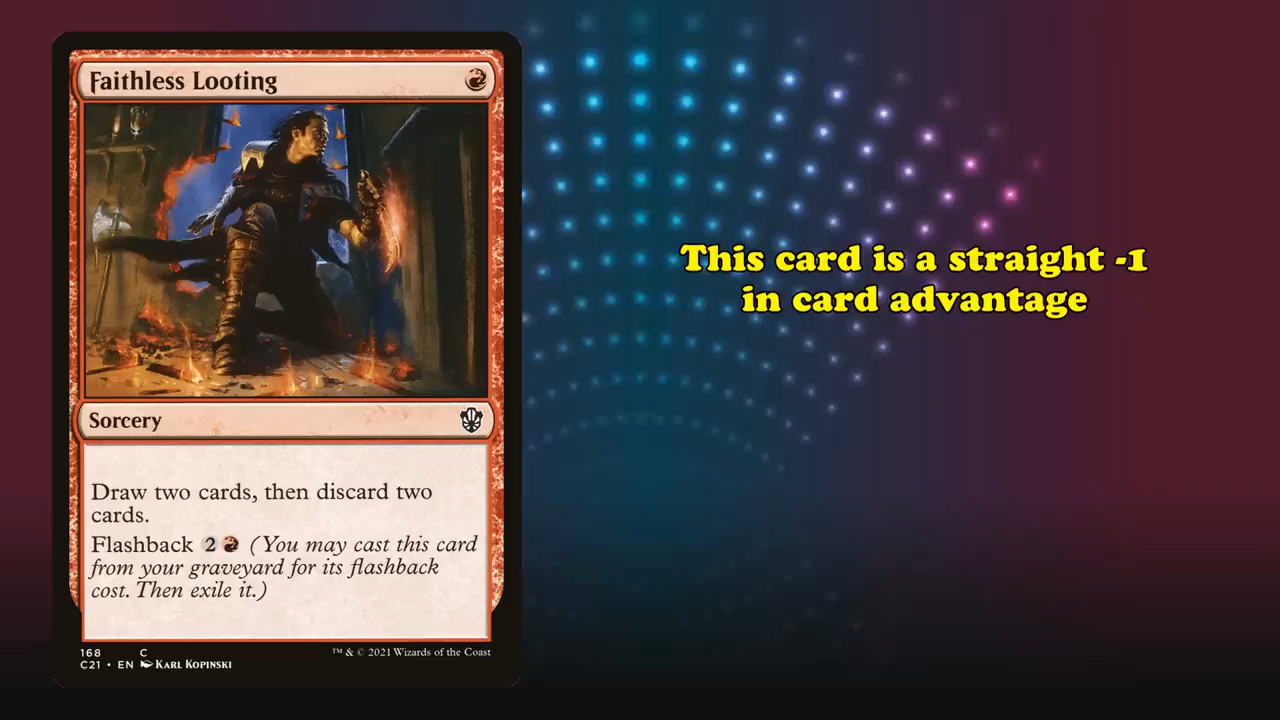 Faithless Looting
This card is a straight -1
in card advantage
Sorcery
Draw two cards, then discard two
cards.
Flashback 2 (You may cast this card
from your graveyard for its flashback
cost. Then exile it.)
168 C
C21 • EN KARL KOPINSKI
™ & © 2021 Wizards of the Coast